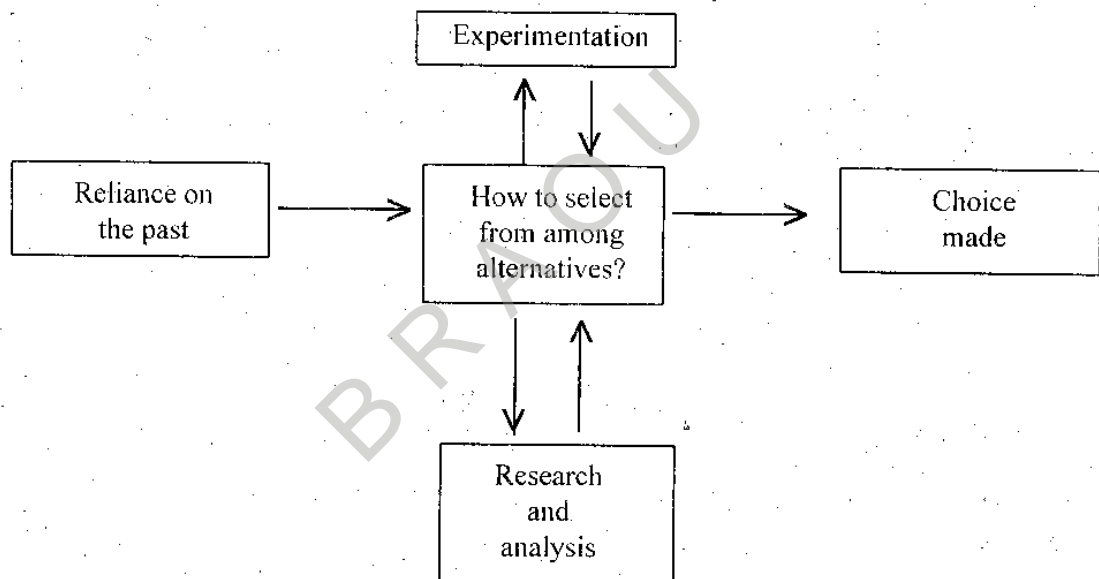 Experimentation
Reliance on
the past
How to select
from among
alternatives?
Choice
made
Research
and
analysis
BRAOU